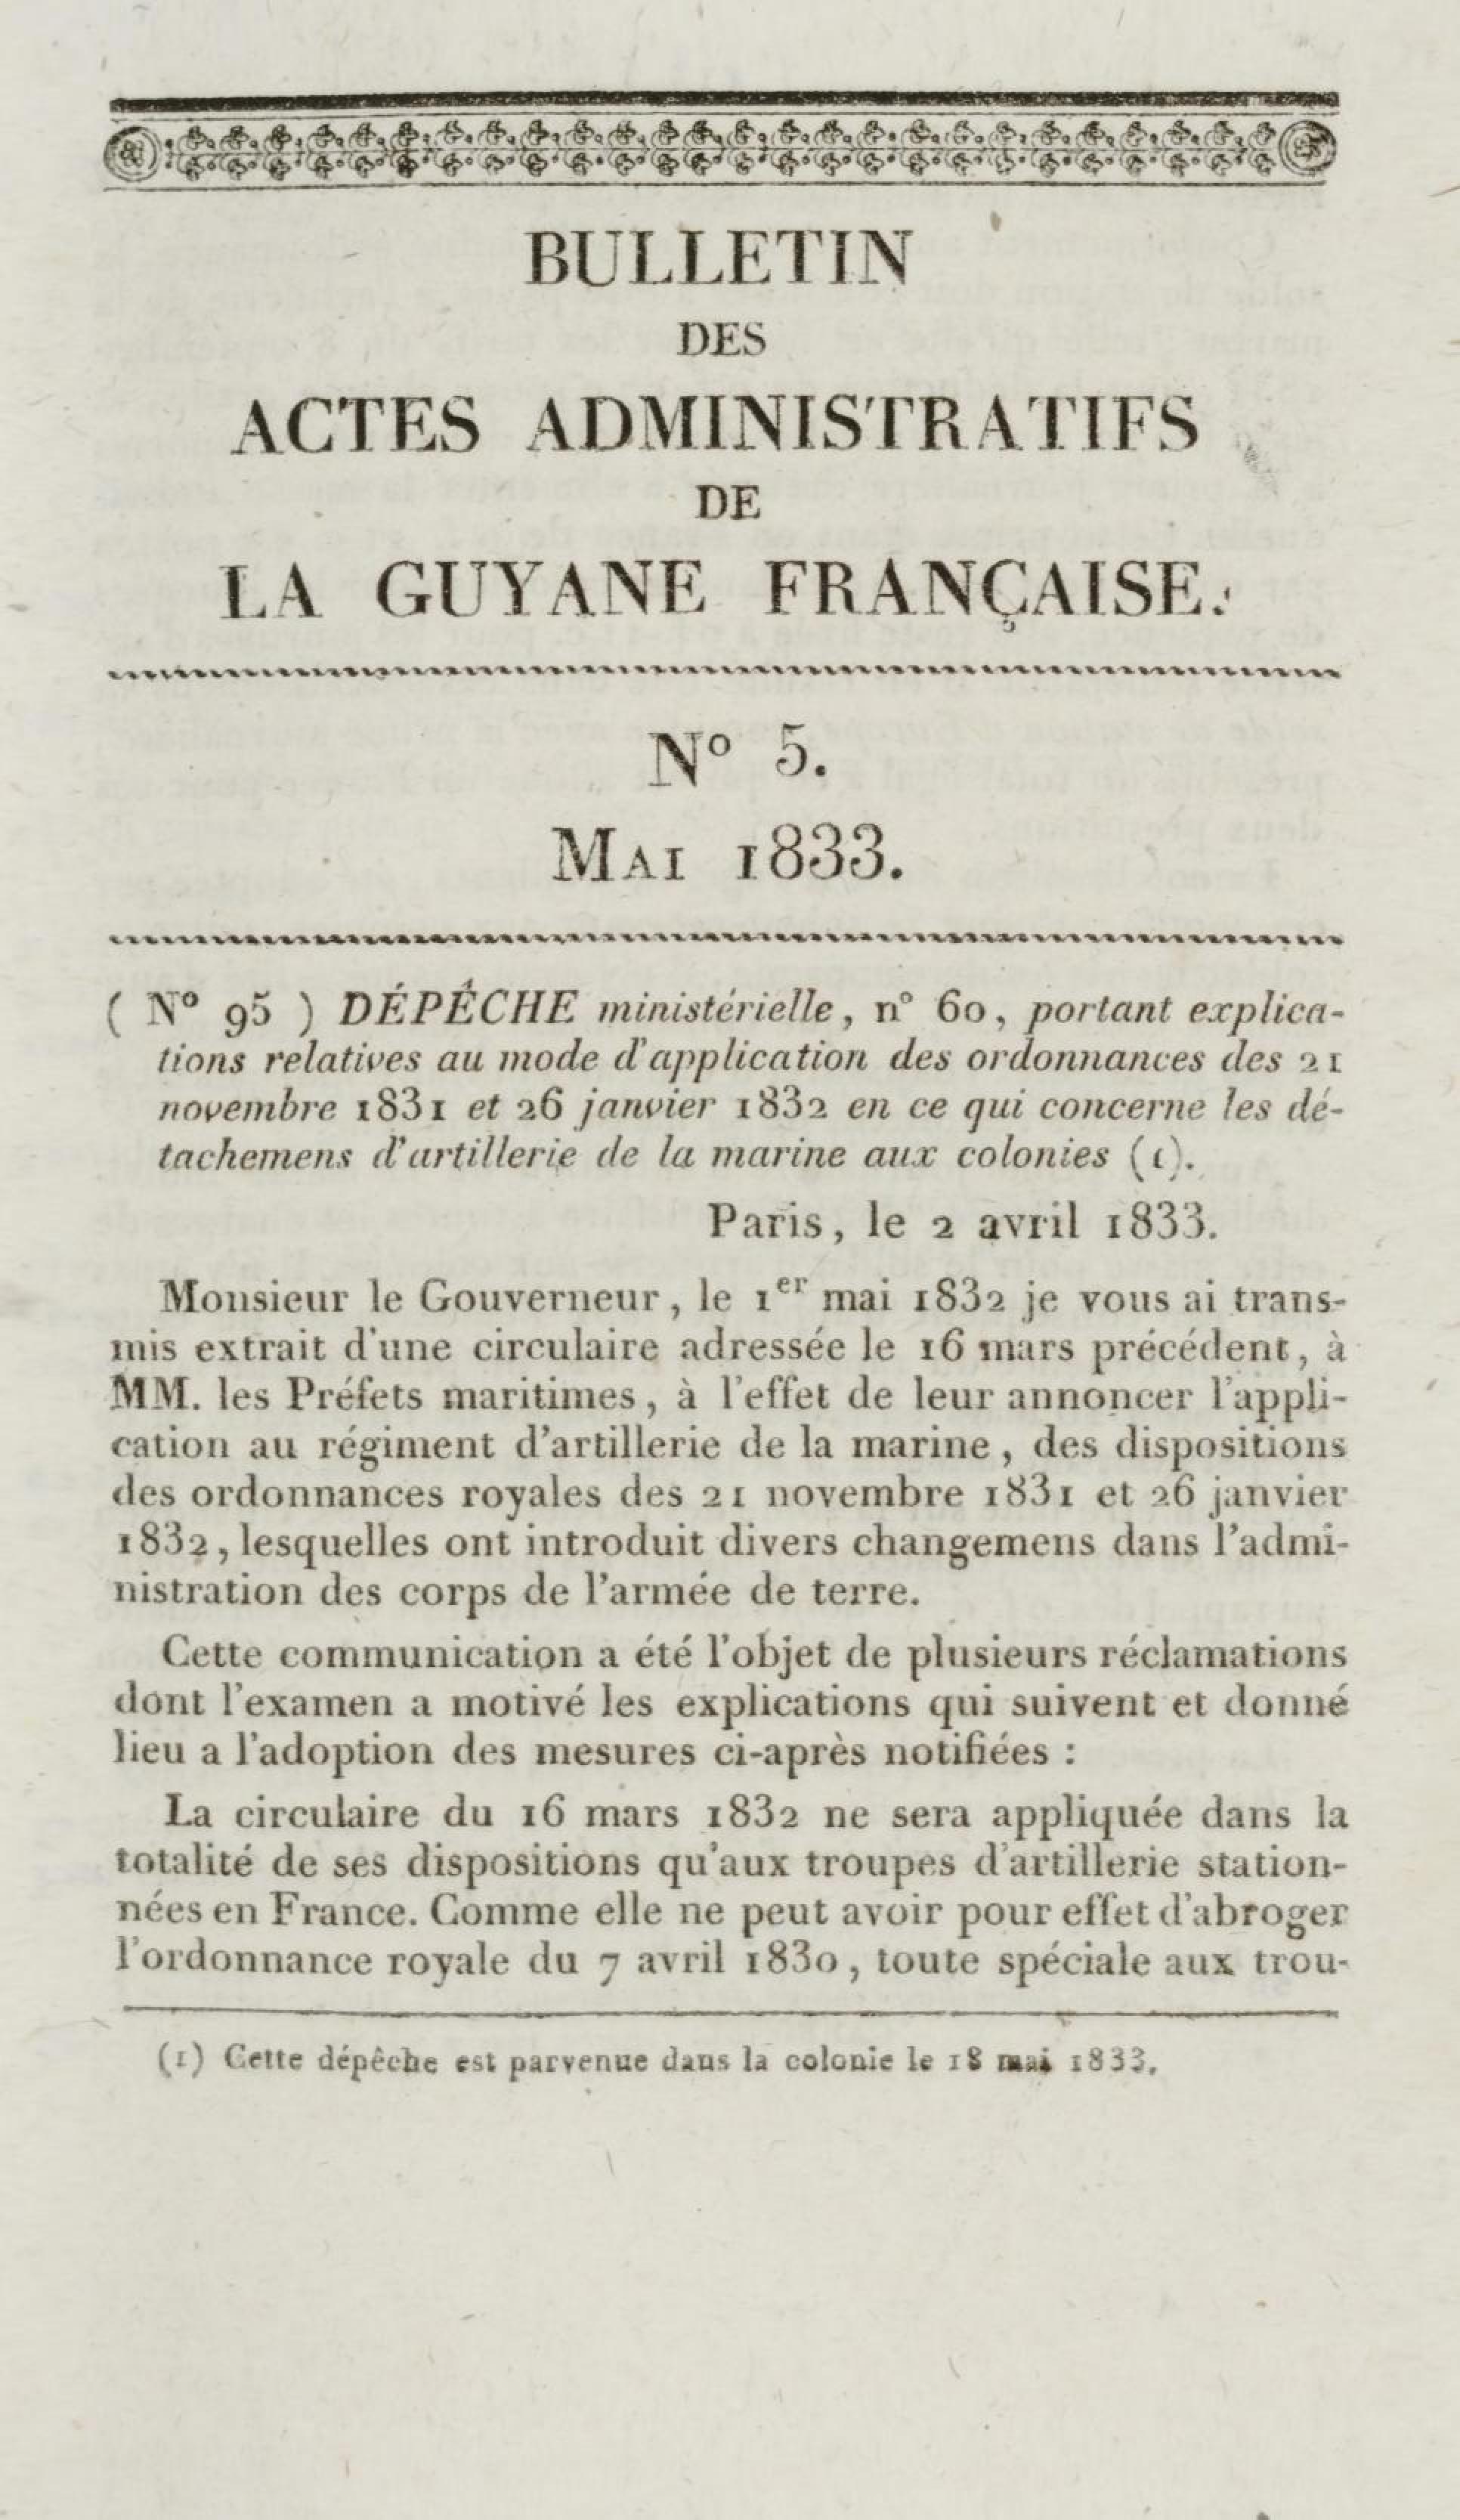 BULLETIN
DES
ACTES ADMINISTRATIFS
DE
LA GUYANE FRANÇAISE.
N° 5.
MAI 1833.
( N° 95 ) DÉPÊCHE ministérielle, n° 60, portant explica-
tions relatives au mode d'application des ordonnances des 21
novembre 1831 et 26 janvier 1832 en ce qui concerne les dé-
tachemens d'artillerie de la marine aux colonies (1).
Paris, le 2 avril 1833.
Monsieur le Gouverneur, le 1er mai 1832 je vous ai trans-
mis extrait d'une circulaire adressée le 16 mars précédent, à
MM. les Préfets maritimes, à l'effet de leur annoncer l'appli-
cation au régiment d'artillerie de la marine, des dispositions
des ordonnances royales des 21 novembre 1831 et 26 janvier
1832, lesquelles ont introduit divers changemens dans l'admi-
nistration des corps de l'armée de terre.
Cette communication a été l'objet de plusieurs réclamations
dont l'examen a motivé les explications qui suivent et donné
lieu a l'adoption des mesures ci-après notifiées :
La circulaire du 16 mars 1832 ne sera appliquée dans la
totalité de ses dispositions qu'aux troupes d'artillerie station-
nées en France. Comme elle ne peut avoir pour effet d'abroger
l'ordonnance royale du 7 avril 1830, toute spéciale aux trou-
(1) Cette dépêche est parvenue dans la colonie le 18 mai 1833.